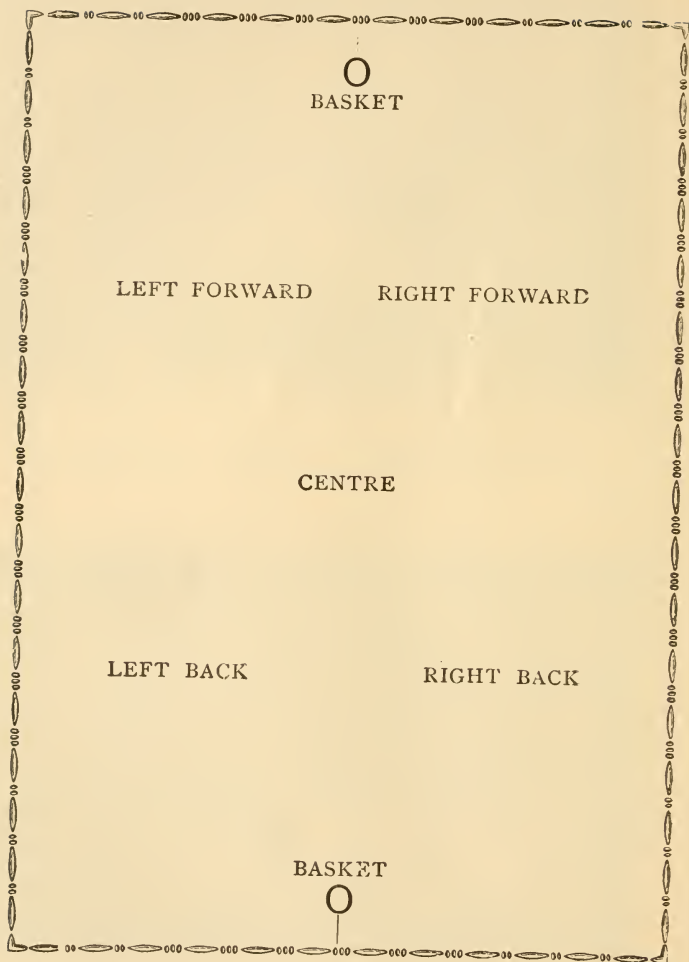 O
BASKET
LEFT FORWARD RIGHT FORWARD
CENTRE
LEFT BACK RIGHT BACK
BASKET
O